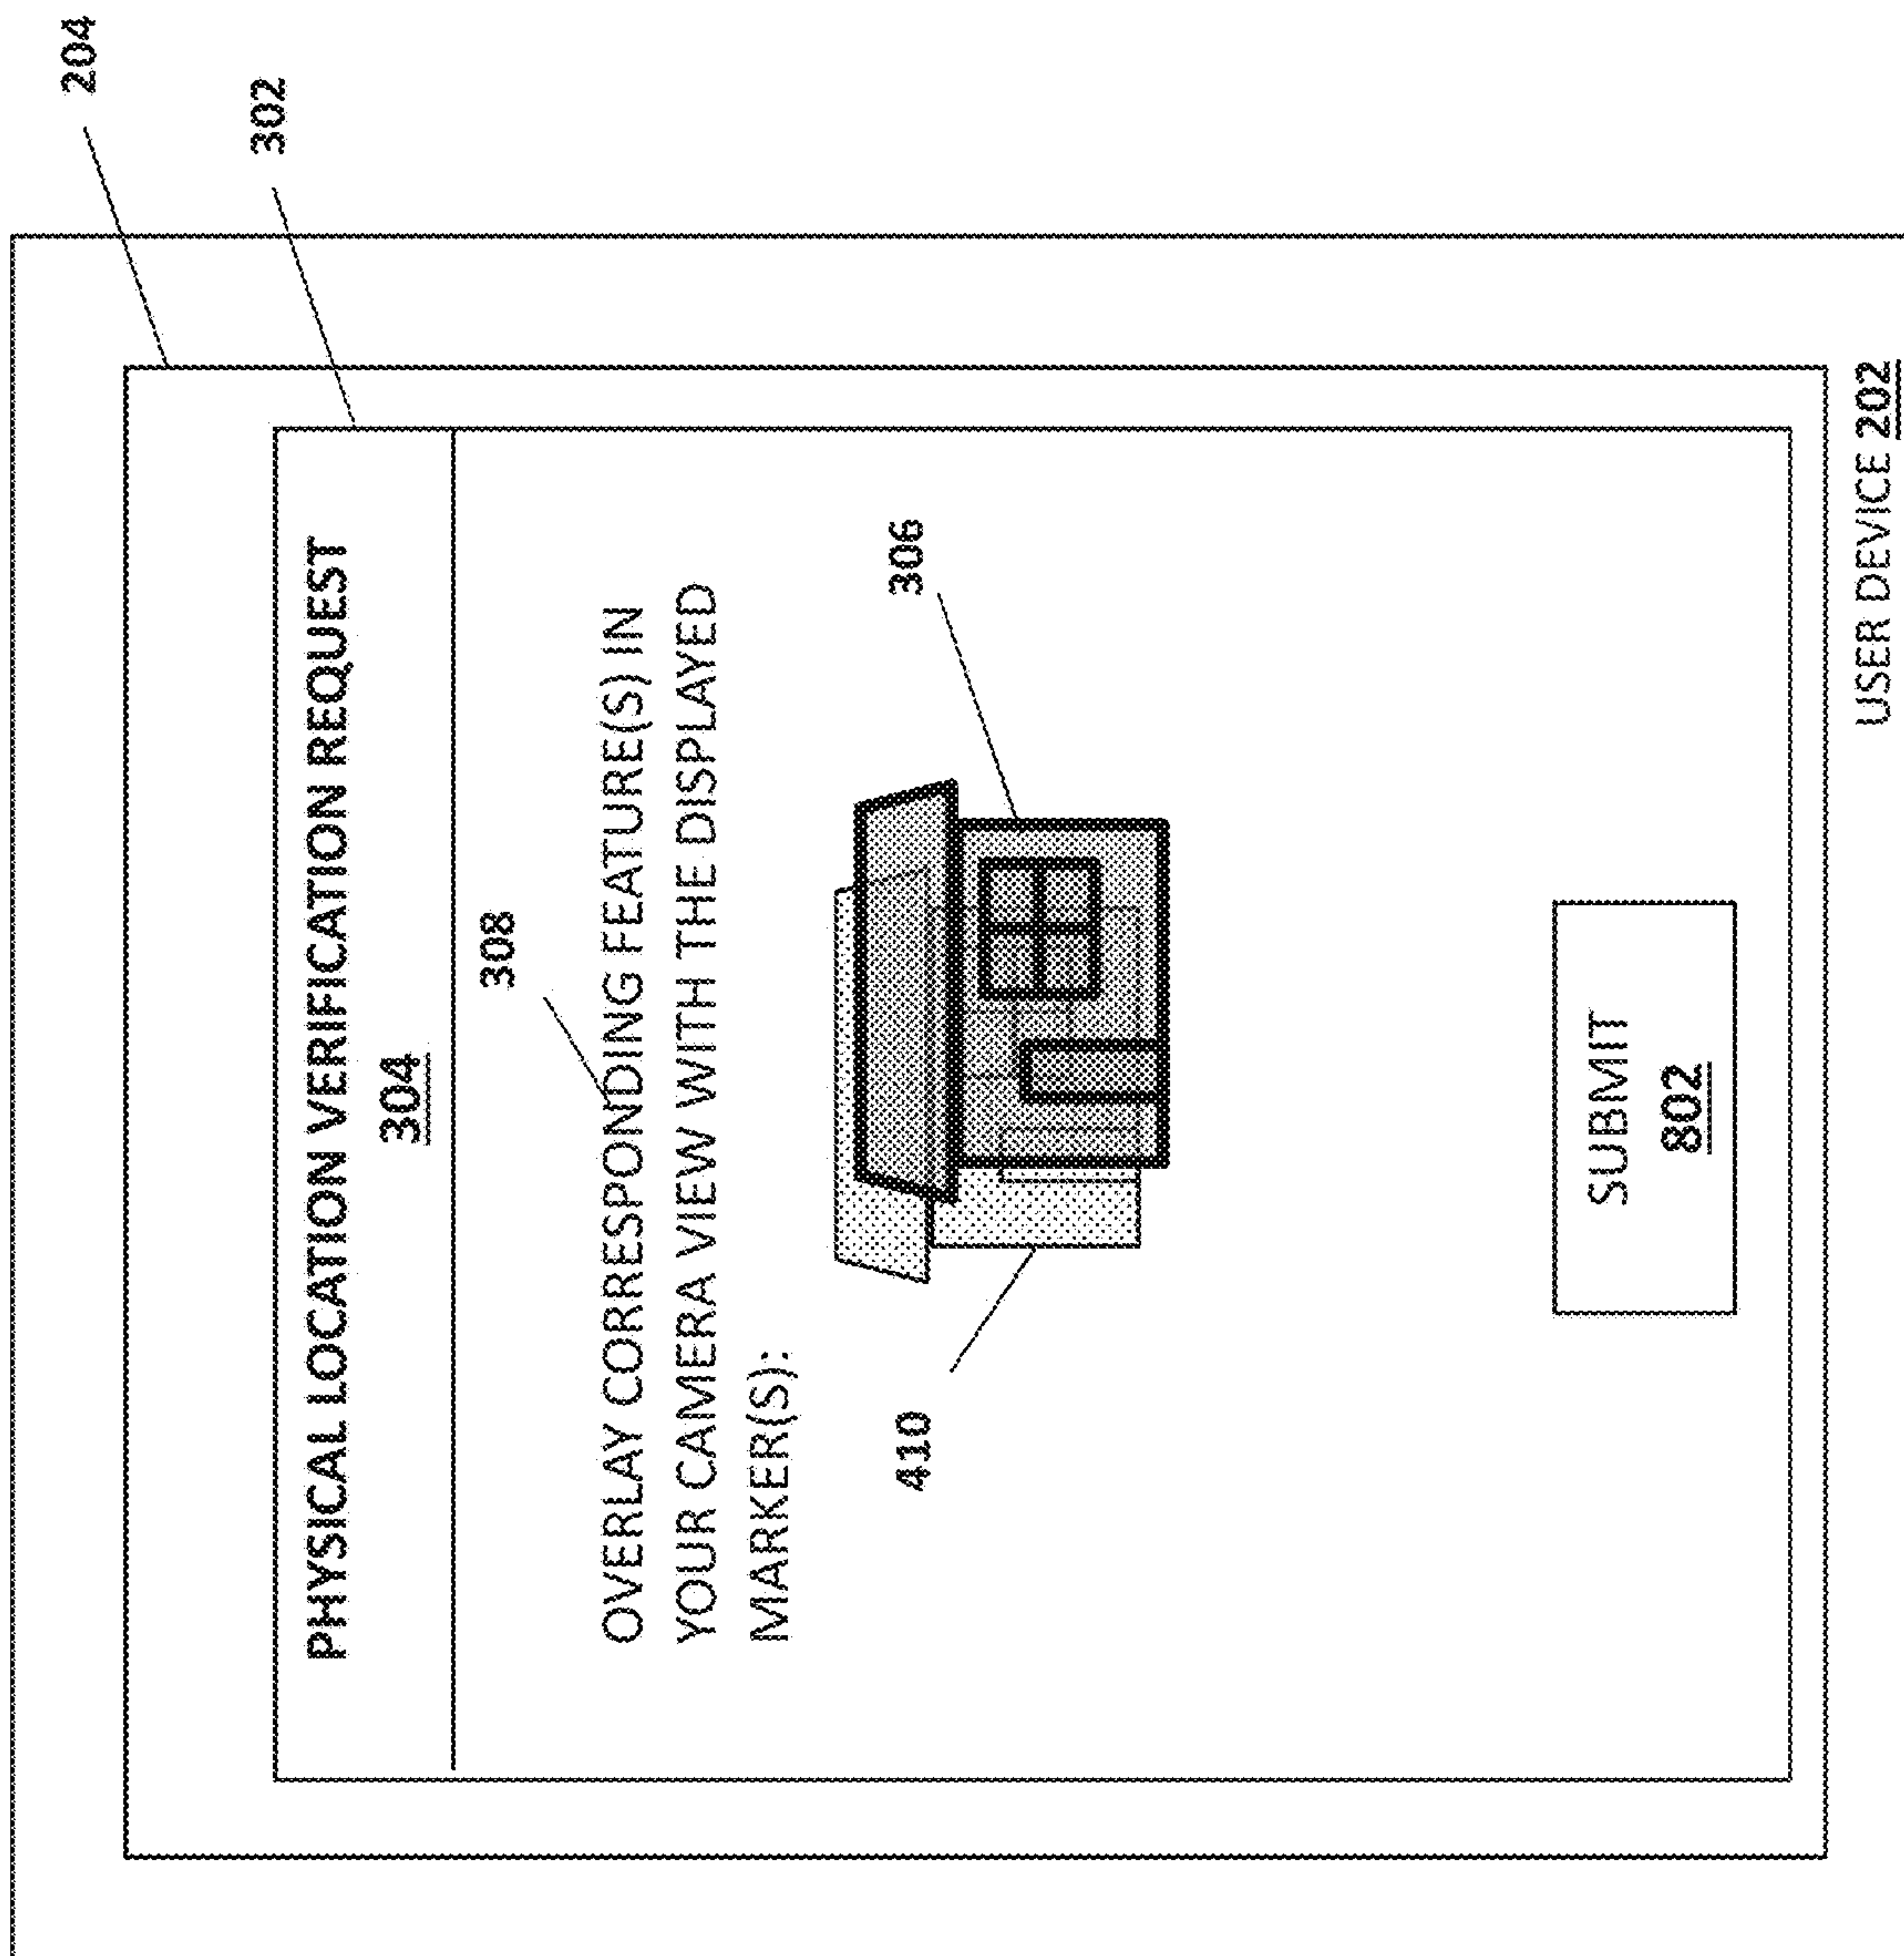 204
302
PHYSICAL LOCATION VERIFICATION REQUEST
304
308
OVERLAY CORRESPONDING FEATURE(S) IN
YOUR CAMERA VIEW WITH THE DISPLAYED
MARKER(S):
410
306
SUBMIT
802
USER DEVICE 202